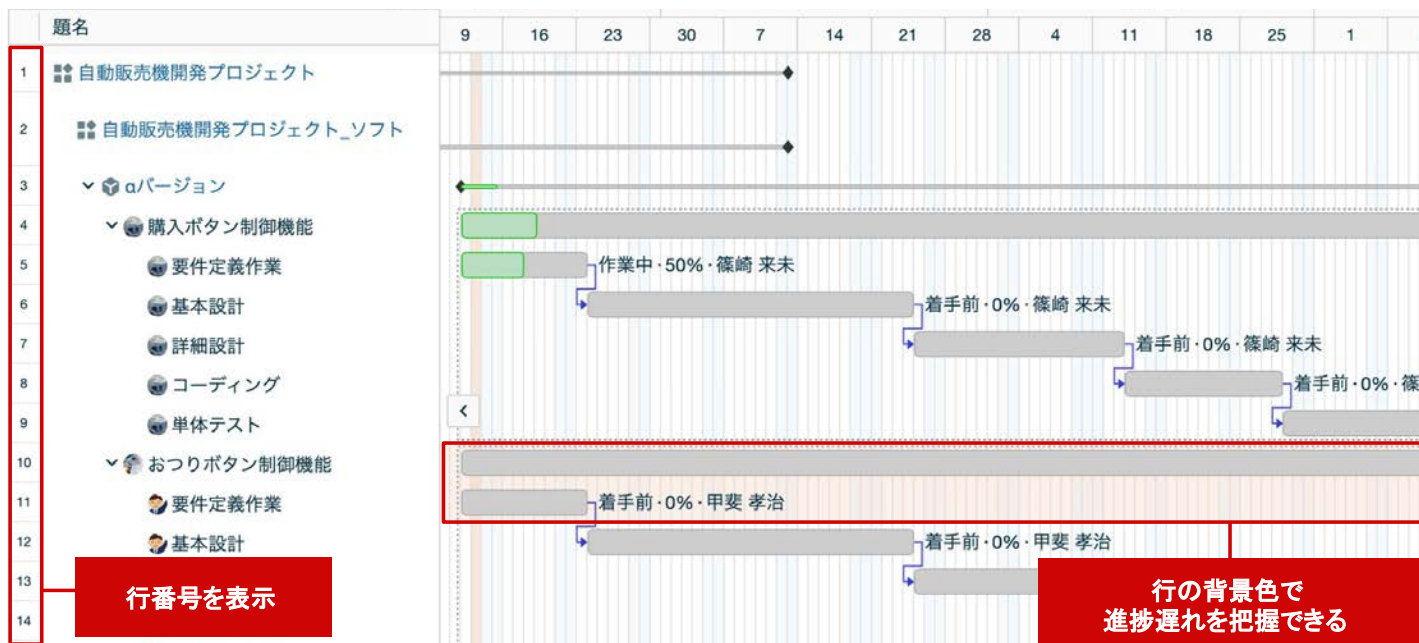 題名
9 16 23 30 7 14 21 28 4 11 18 25 1
1 自動販売機開発プロジェクト
2 自動販売機開発プロジェクト_ソフト
3 αバージョン
4 購入ボタン制御機能
5 要件定義作業 作業中・50%・篠崎 来未
6 基本設計 着手前・0%・篠崎 来未
7 詳細設計 着手前・0%・篠崎 来未
8 コーディング 着手前・0%・篠
9 単体テスト
10 おつりボタン制御機能
11 要件定義作業 着手前・0%・甲斐 孝治
12 基本設計 着手前・0%・甲斐 孝治
13
14
行番号を表示
行の背景色で
進捗遅れを把握できる